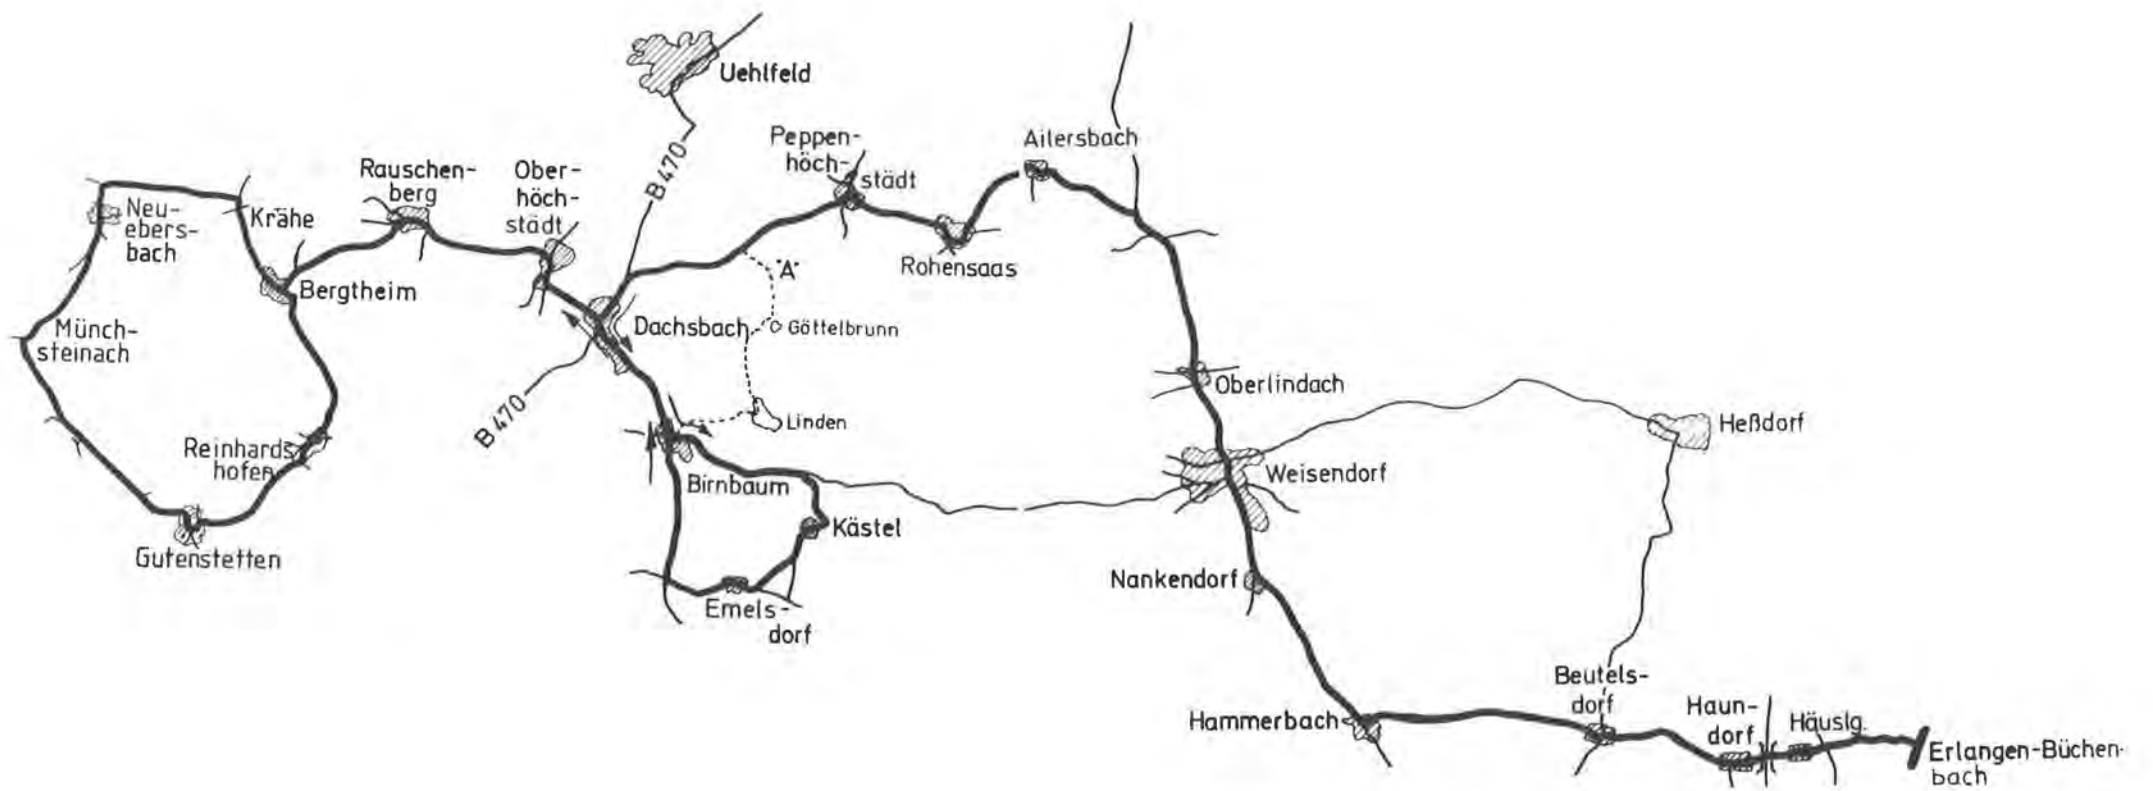 Uehlfeld
B 470
Peppen-
höch-
städt
Ailersbach
Rauschen-
berg
Ober-
höch-
städt
Neu-
ebers-
bach
Krähe
"A"
Rohensaas
Bergtheim
Münch-
steinach
Dachsbach
Göttelbrunn
Oberlindach
B 470
Linden
Heßdorf
Reinhards
hofen
Birnbaum
Weisendorf
Kästel
Gutenstetten
Nankendorf
Emels-
dorf
Beutels-
dorf
Hammerbach
Haun-
dorf
Häuslg.
Erlangen-Büchen-
bach